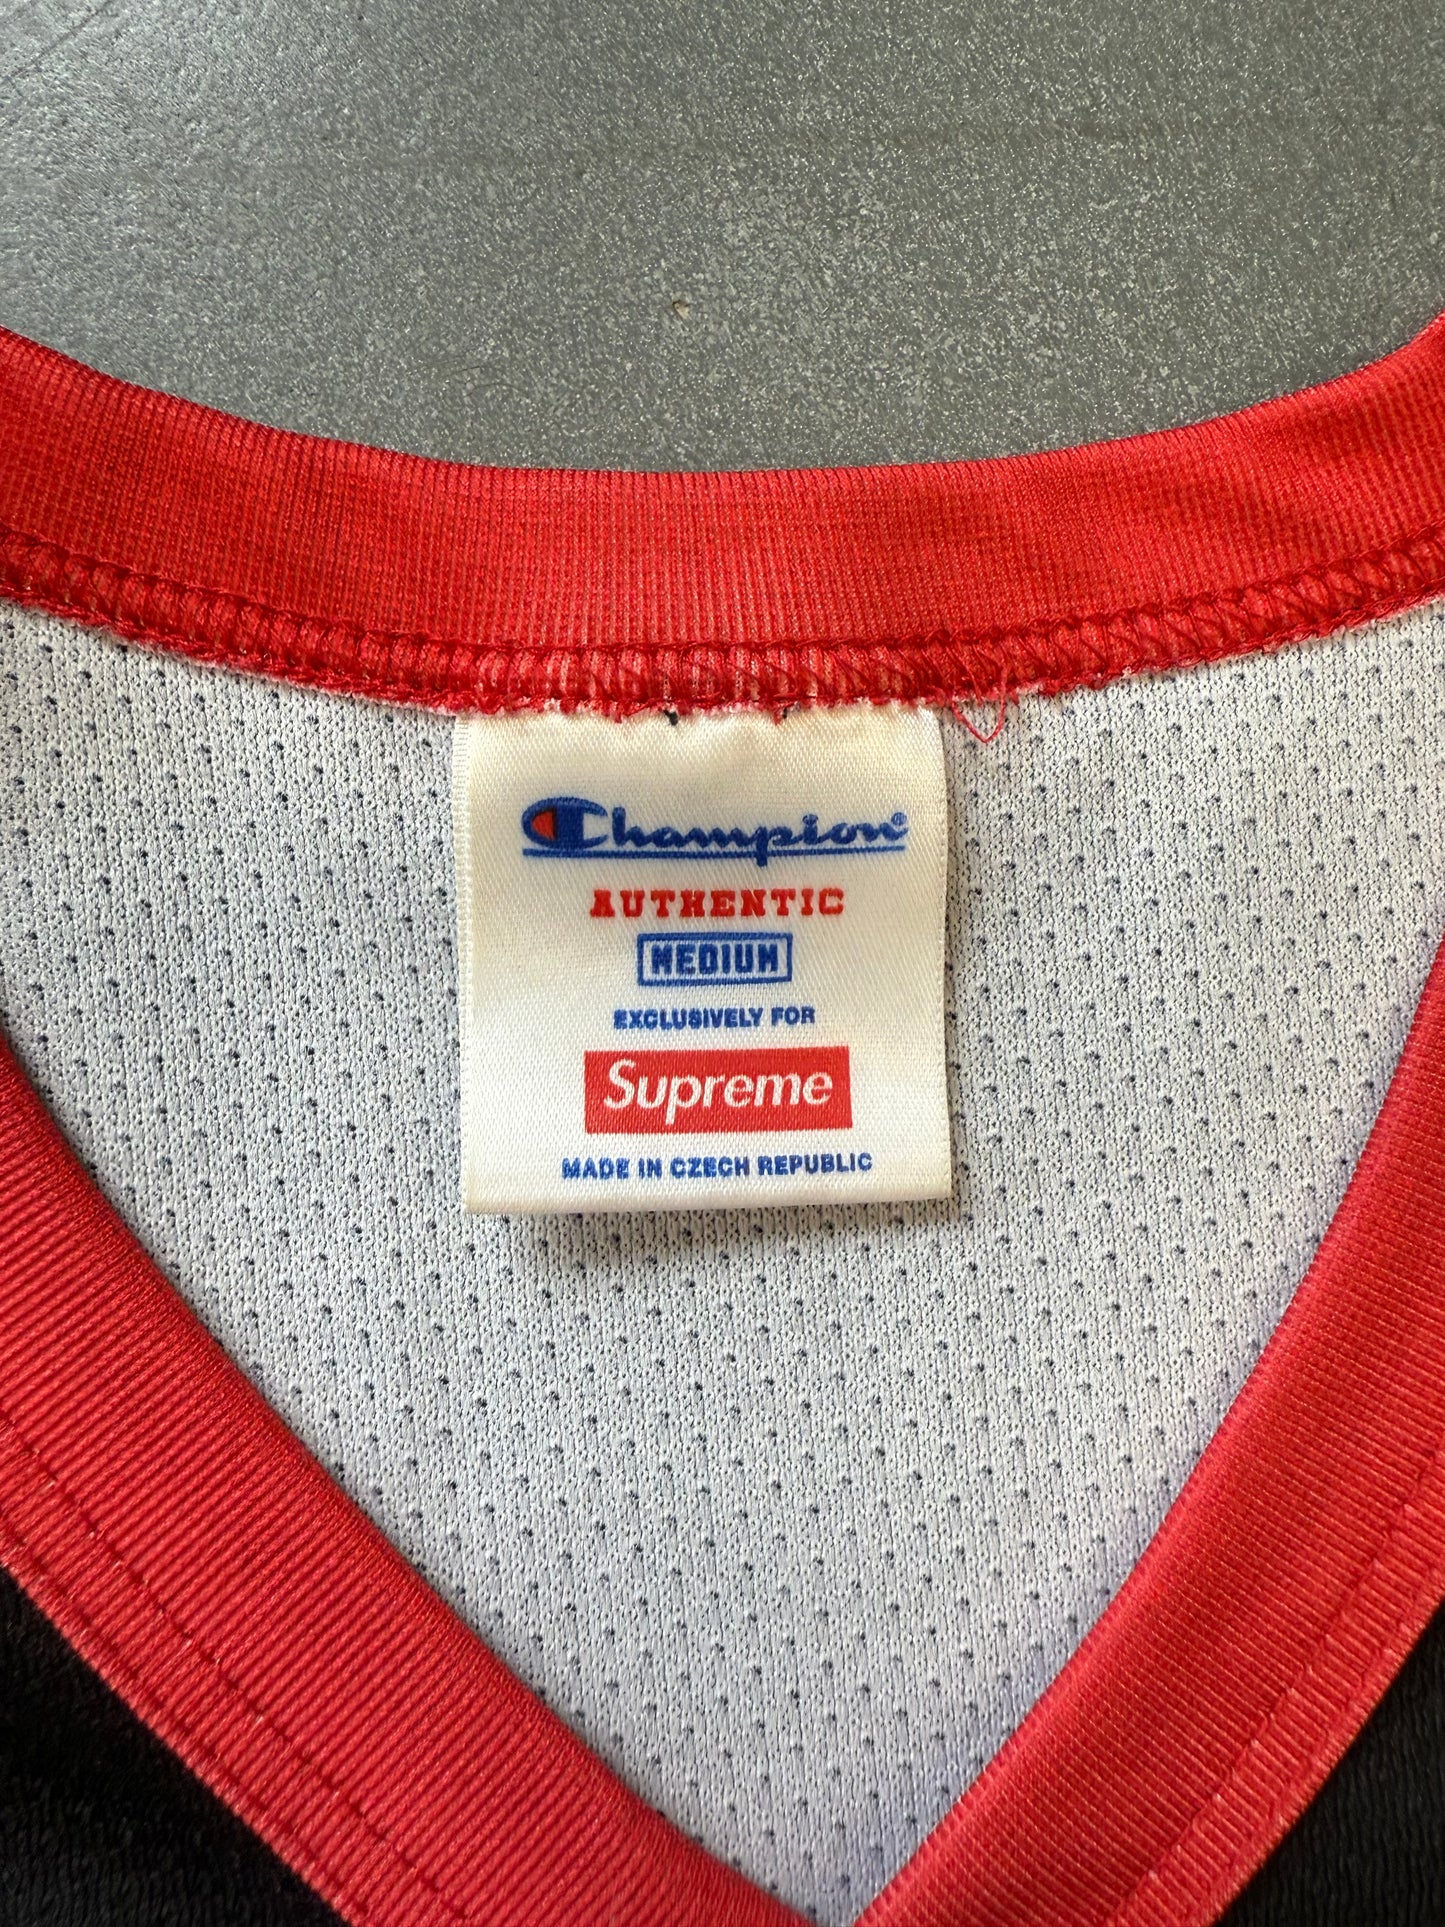 Champion®
AUTHENTIC
MEDIUM
EXCLUSIVELY FOR
Supreme
MADE IN CZECH REPUBLIC